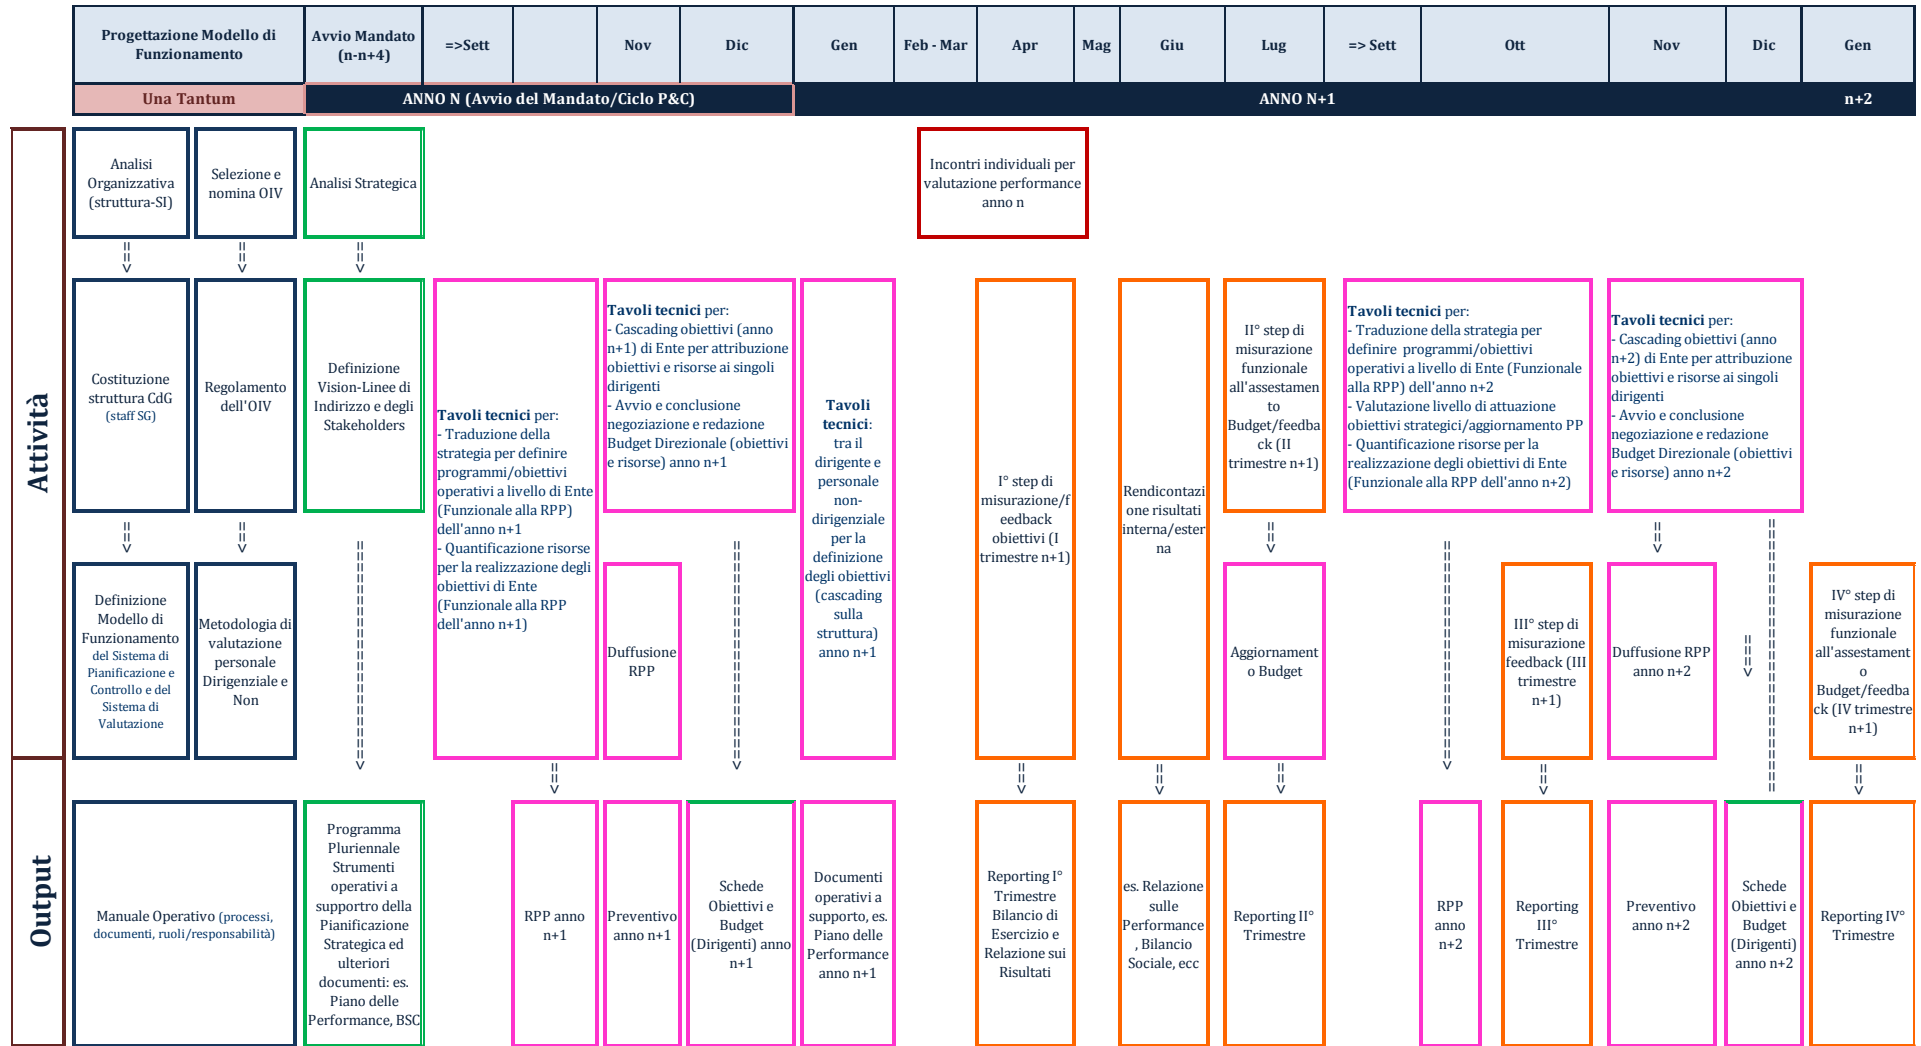 Progettazione Modello di
Funzionamento
Avvio Mandato
(n-n+4)
=>Sett
Nov
Dic
Gen
Feb - Mar
Apr
Mag
Giu
Lug
=> Sett
Ott
Nov
Dic
Gen
Una Tantum
ANNO N (Avvio del Mandato/Ciclo P&C)
ANNO N+1
n+2
Attività
Analisi
Organizzativa
(struttura-SI)
Selezione e
nomina OIV
Analisi Strategica
Incontri individuali per
valutazione performance
anno n
Costituzione
struttura CdG
(staff SG)
Regolamento
dell'OIV
Definizione
Vision-Linee di
Indirizzo e degli
Stakeholders
Tavoli tecnici per:
- Traduzione della
strategia per definire
programmi/obiettivi
operativi a livello di Ente
(Funzionale alla RPP)
dell'anno n+1
- Quantificazione risorse
per la realizzazione degli
obiettivi di Ente
(Funzionale alla RPP
dell'anno n+1)
Tavoli tecnici per:
- Cascading obiettivi (anno
n+1) di Ente per attribuzione
obiettivi e risorse ai singoli
dirigenti
- Avvio e conclusione
negoziazione e redazione
Budget Direzionale (obiettivi
e risorse) anno n+1
Tavoli
tecnici:
tra il
dirigente e
personale
non-
dirigenziale
per la
definizione
degli obiettivi
(cascading
sulla
struttura)
anno n+1
I° step di
misurazione/f
eedback
obiettivi (I
trimestre n+1)
Rendicontazi
one risultati
interna/ester
na
II° step di
misurazione
funzionale
all'assestamen
to
Budget/feedba
ck (II
trimestre n+1)
Tavoli tecnici per:
- Traduzione della strategia per
definire  programmi/obiettivi
operativi a livello di Ente (Funzionale
alla RPP) dell'anno n+2
- Valutazione livello di attuazione
obiettivi strategici/aggiornamento PP
- Quantificazione risorse per la
realizzazione degli obiettivi di Ente
(Funzionale alla RPP dell'anno n+2)
Tavoli tecnici per:
- Cascading obiettivi (anno
n+2) di Ente per attribuzione
obiettivi e risorse ai singoli
dirigenti
- Avvio e conclusione
negoziazione e redazione
Budget Direzionale (obiettivi
e risorse) anno n+2
Definizione
Modello di
Funzionamento
del Sistema di
Pianificazione e
Controllo e del
Sistema di
Valutazione
Metodologia di
valutazione
personale
Dirigenziale e
Non
Duffusione
RPP
Aggiornament
o Budget
III° step di
misurazione
feedback (III
trimestre
n+1)
Duffusione RPP
anno n+2
IV° step di
misurazione
funzionale
all'assestament
o
Budget/feedba
ck (IV trimestre
n+1)
Output
Manuale Operativo (processi,
documenti, ruoli/responsabilità)
Programma
Pluriennale
Strumenti
operativi a
supportro della
Pianificazione
Strategica ed
ulteriori
documenti: es.
Piano delle
Performance, BSC
RPP anno
n+1
Preventivo
anno n+1
Schede
Obiettivi e
Budget
(Dirigenti) anno
n+1
Documenti
operativi a
supporto, es.
Piano delle
Performance
anno n+1
Reporting I°
Trimestre
Bilancio di
Esercizio e
Relazione sui
Risultati
es. Relazione
sulle
Performance
, Bilancio
Sociale, ecc
Reporting II°
Trimestre
RPP
anno
n+2
Reporting
III°
Trimestre
Preventivo
anno n+2
Schede
Obiettivi e
Budget
(Dirigenti)
anno n+2
Reporting IV°
Trimestre